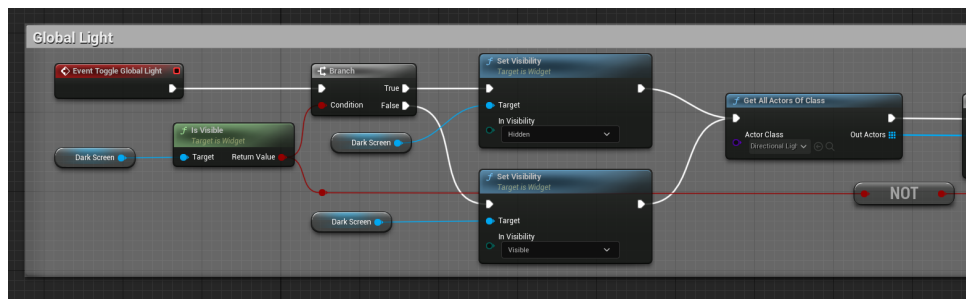 Global Light
Event Toggle Global Light
Branch
True
Condition
False
Set Visibility
Target is Widget
Target
In Visibility
Hidden
Get All Actors Of Class
Actor Class
Out Actors
Directional Ligh
Is Visible
Target is Widget
Target
Return Value
Dark Screen
Dark Screen
Set Visibility
Target is Widget
Target
In Visibility
Visible
Dark Screen
NOT